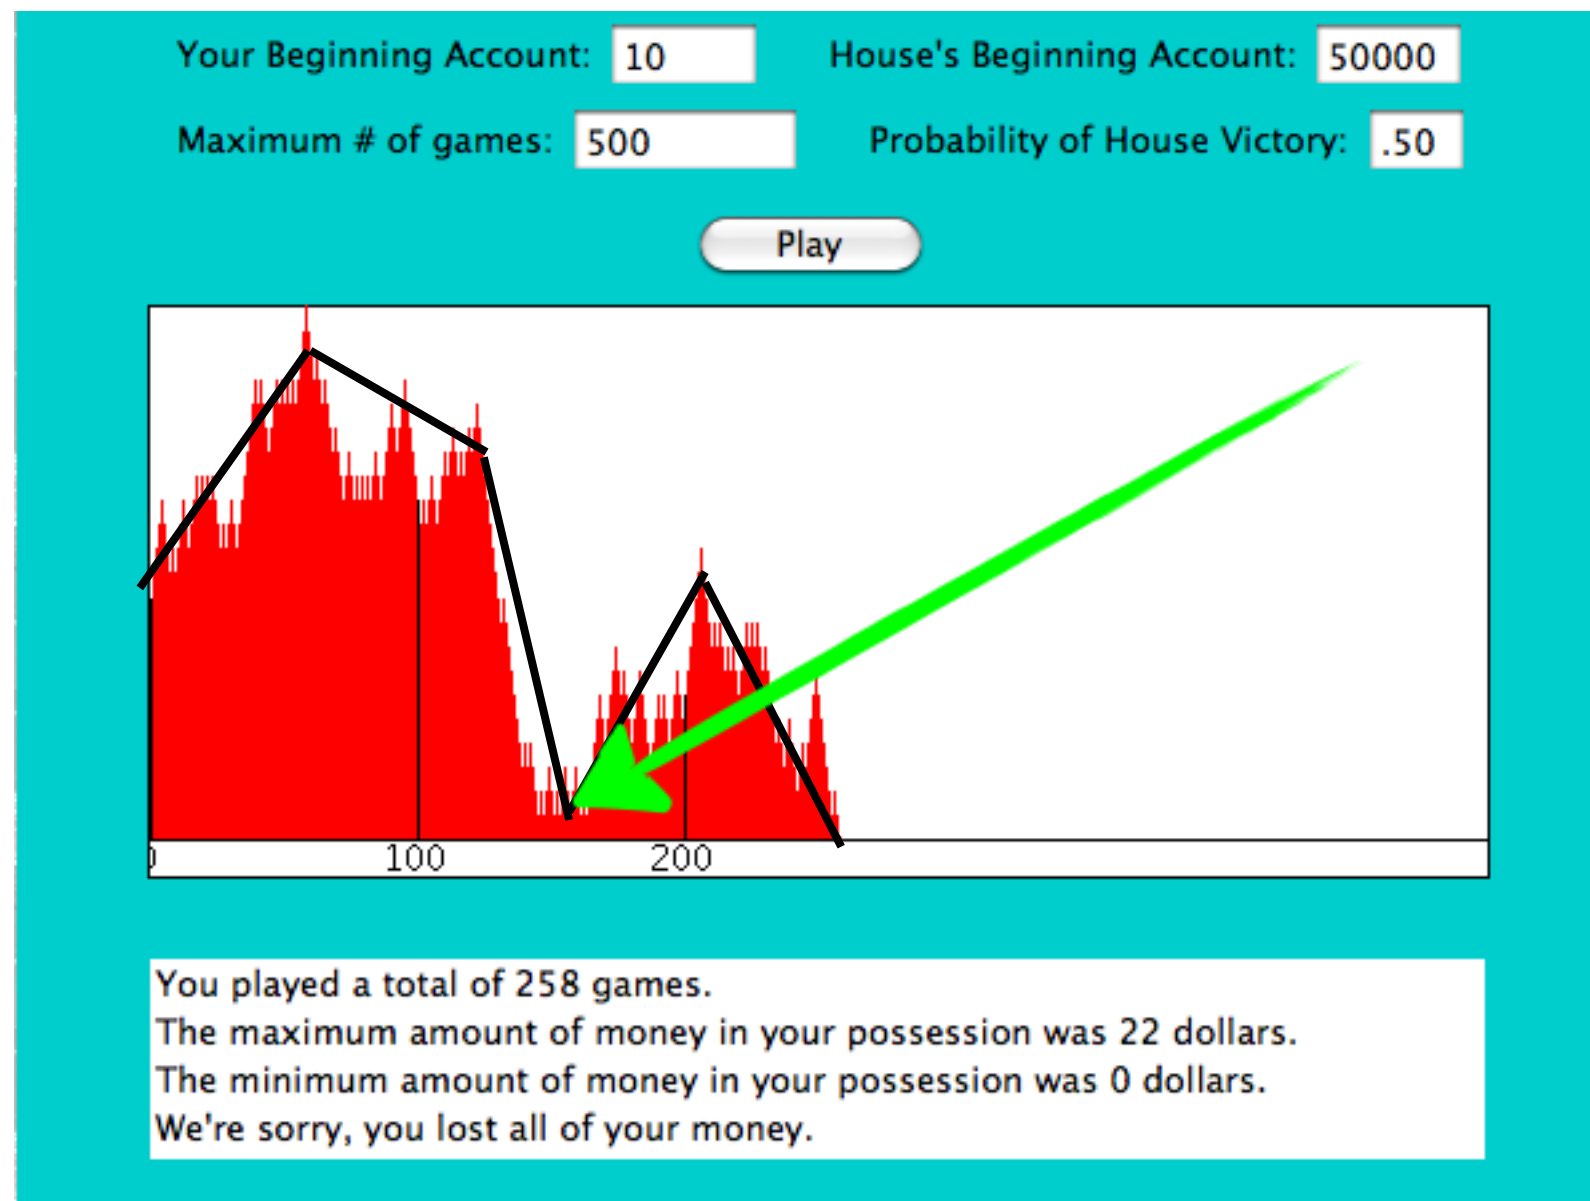 Your Beginning Account: 10 House's Beginning Account: 50000
Maximum # of games: 500 Probability of House Victory: .50
Play
0 100 200
You played a total of 258 games.
The maximum amount of money in your possession was 22 dollars.
The minimum amount of money in your possession was 0 dollars.
We're sorry, you lost all of your money.